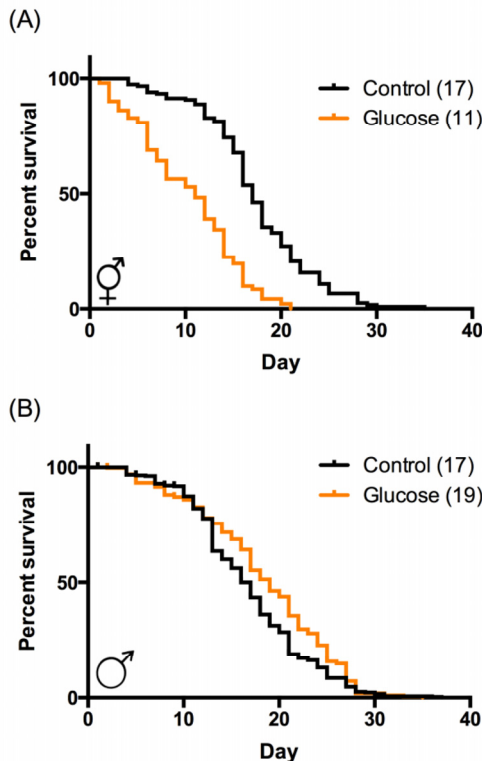 (A)
Percent survival
100
50
0
Control (17)
Glucose (11)
0 10 20 30 40
Day
(B)
Percent survival
100
50
0
Control (17)
Glucose (19)
0 10 20 30 40
Day